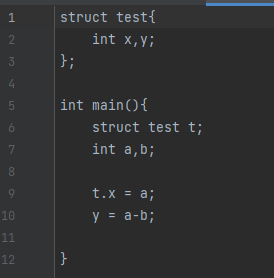 1 struct test{
2     int x,y;
3 };
4
5 int main(){
6     struct test t;
7     int a,b;
8
9     t.x = a;
10     y = a-b;
11
12 }